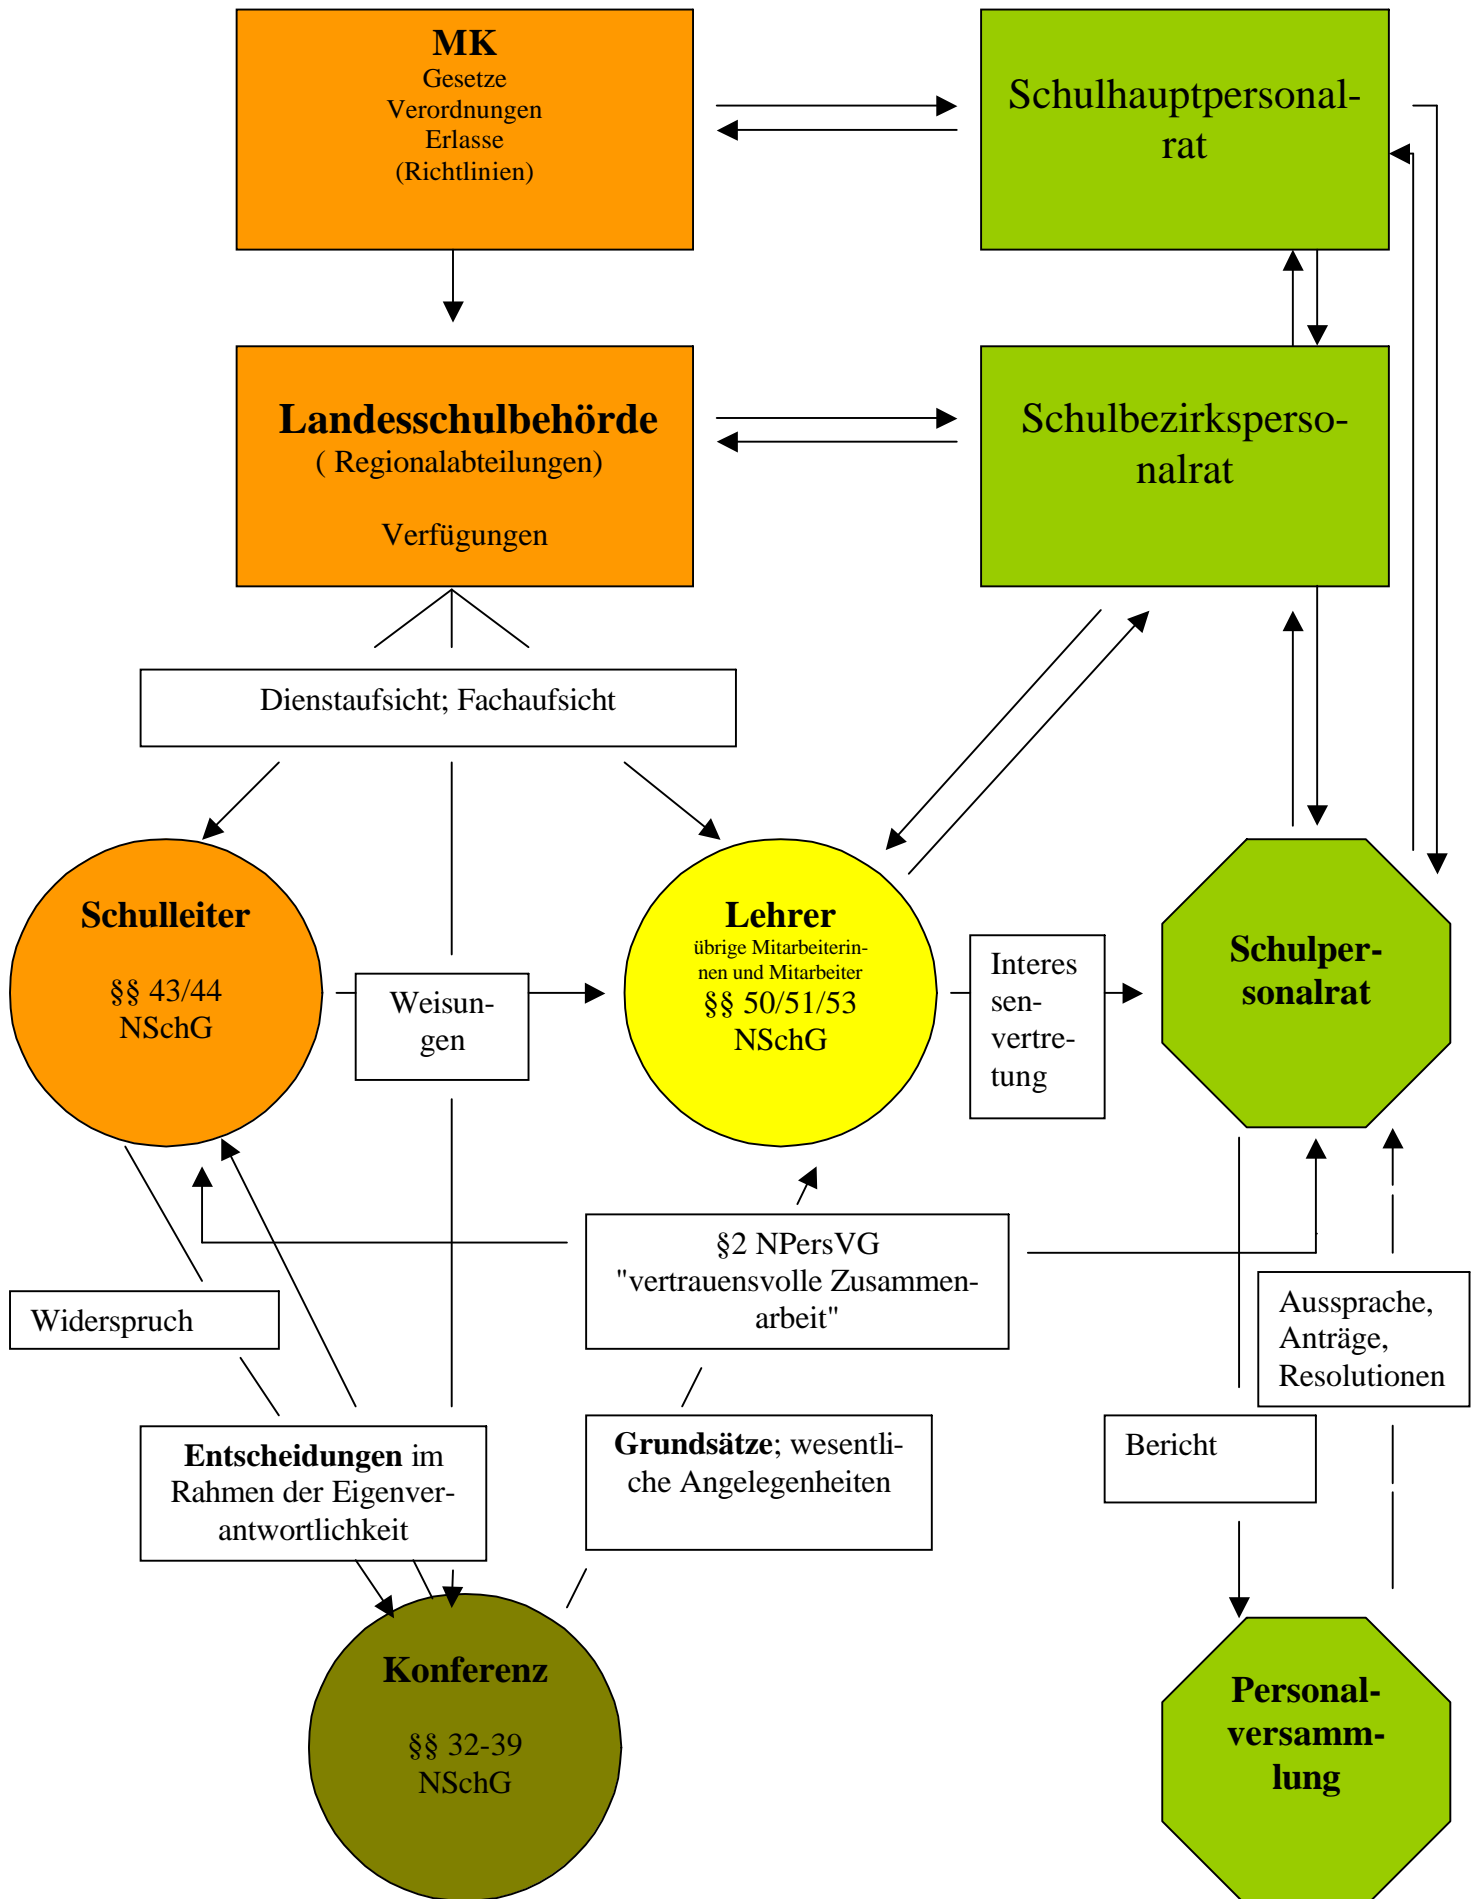 MK
Gesetze
Verordnungen
Erlasse
(Richtlinien)
Schulhauptpersonal-
rat
Landesschulbehörde
( Regionalabteilungen)
Verfügungen
Schulbezirksperso-
nalrat
Dienstaufsicht; Fachaufsicht
Schulleiter
§§ 43/44
NSchG
Weisun-
gen
Lehrer
übrige Mitarbeiterin-
nen und Mitarbeiter
§§ 50/51/53
NSchG
Interes
sen-
vertre-
tung
Schulper-
sonalrat
§2 NPersVG
"vertrauensvolle Zusammen-
arbeit"
Widerspruch
Aussprache,
Anträge,
Resolutionen
Entscheidungen im
Rahmen der Eigenver-
antwortlichkeit
Grundsätze; wesentli-
che Angelegenheiten
Bericht
Konferenz
§§ 32-39
NSchG
Personal-
versamm-
lung